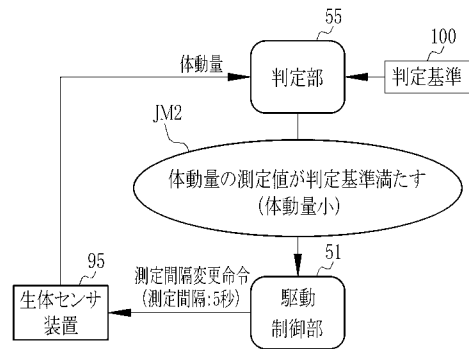 55
100
体動量
判定部
判定基準
JM2
体動量の測定値が判定基準満たす
(体動量小)
95
測定間隔変更命令
(測定間隔:5秒)
51
生体センサ
装置
駆動
制御部